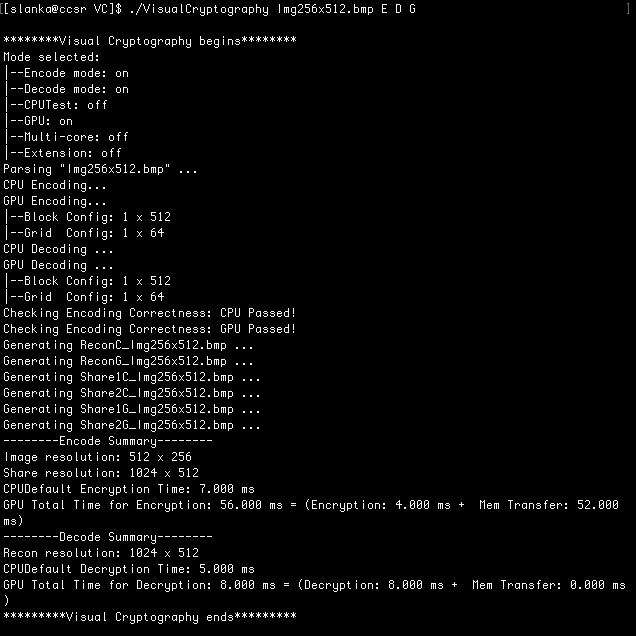 [[slanka@ccsr VC]$ ./VisualCryptography Img256x512.bmp E D G ]
********Visual Cryptography begins********
Mode selected:
|--Encode mode: on
|--Decode mode: on
|--CPUTest: off
|--GPU: on
|--Multi-core: off
|--Extension: off
Parsing "Img256x512.bmp" ...
CPU Encoding...
GPU Encoding...
|--Block Config: 1 x 512
|--Grid  Config: 1 x 64
CPU Decoding ...
GPU Decoding ...
|--Block Config: 1 x 512
|--Grid  Config: 1 x 64
Checking Encoding Correctness: CPU Passed!
Checking Encoding Correctness: GPU Passed!
Generating ReconC_Img256x512.bmp ...
Generating ReconG_Img256x512.bmp ...
Generating Share1C_Img256x512.bmp ...
Generating Share2C_Img256x512.bmp ...
Generating Share1G_Img256x512.bmp ...
Generating Share2G_Img256x512.bmp ...
--------Encode Summary--------
Image resolution: 512 x 256
Share resolution: 1024 x 512
CPUDefault Encryption Time: 7.000 ms
GPU Total Time for Encryption: 56.000 ms = (Encryption: 4.000 ms +  Mem Transfer: 52.000
ms)
--------Decode Summary--------
Recon resolution: 1024 x 512
CPUDefault Decryption Time: 5.000 ms
GPU Total Time for Decryption: 8.000 ms = (Decryption: 8.000 ms +  Mem Transfer: 0.000 ms
)
*********Visual Cryptography ends*********